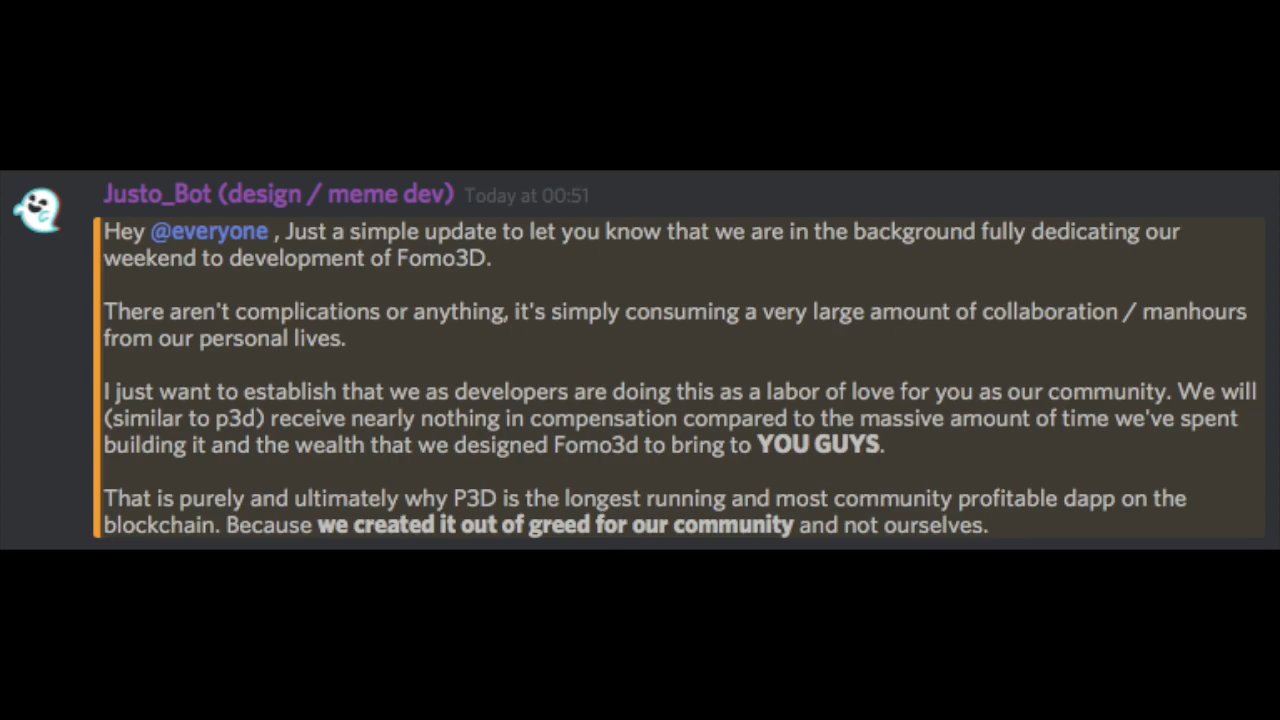 Justo_Bot (design / meme dev) Today at 00:51
Hey @everyone , Just a simple update to let you know that we are in the background fully dedicating our
weekend to development of Fomo3D.
There aren't complications or anything, it's simply consuming a very large amount of collaboration / manhours
from our personal lives.
I just want to establish that we as developers are doing this as a labor of love for you as our community. We will
(similar to p3d) receive nearly nothing in compensation compared to the massive amount of time we've spent
building it and the wealth that we designed Fomo3d to bring to YOU GUYS.
That is purely and ultimately why P3D is the longest running and most community profitable dapp on the
blockchain. Because we created it out of greed for our community and not ourselves.